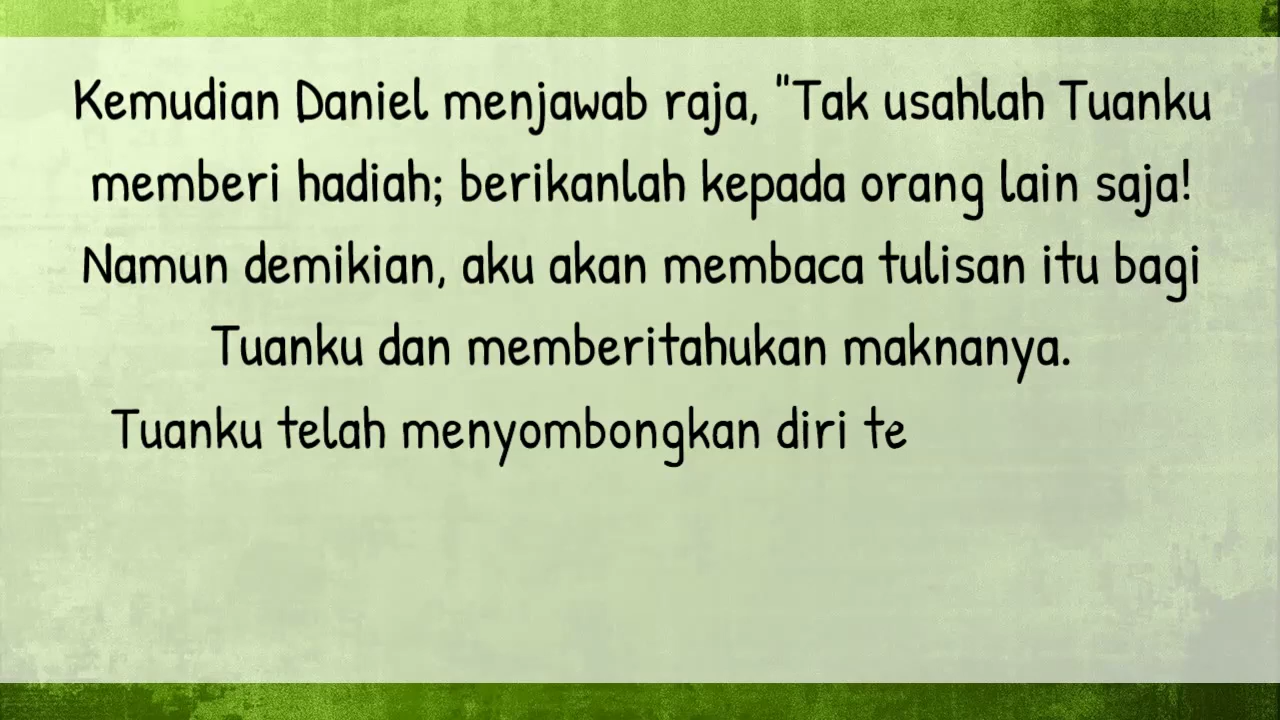 Kemudian Daniel menjawab raja, "Tak usahlah Tuanku
memberi hadiah; berikanlah kepada orang lain saja!
Namun demikian, aku akan membaca tulisan itu bagi
Tuanku dan memberitahukan maknanya.
Tuanku telah menyombongkan diri te